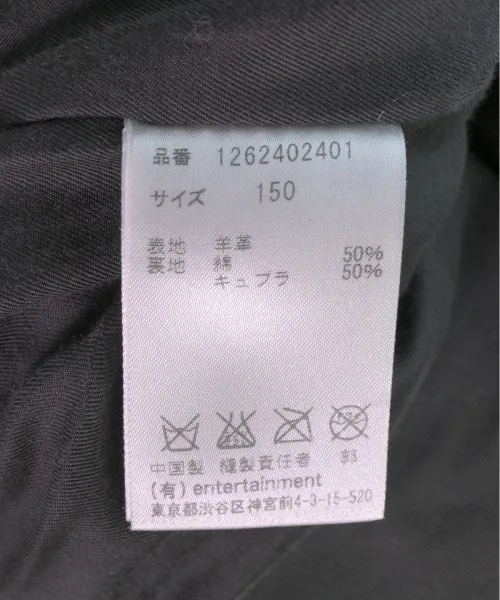 品番 1262402401
サイズ 150
表地 羊革
裏地 綿 50%
キュプラ 50%
中国製 縫製責任者 郭
(有) entertainment
東京都渋谷区神宮前4-3-15-520